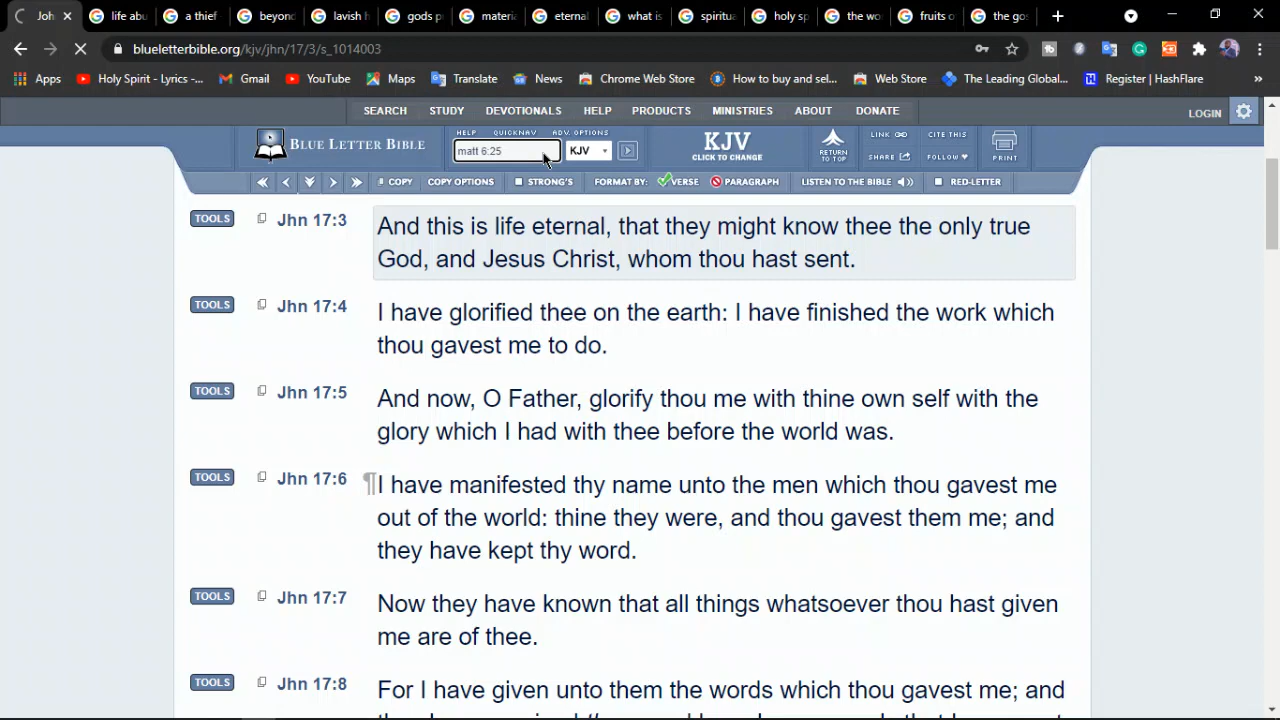 Joh
life abu
a thief
beyon
lavish h
gods p
materia
eternal
what is
spiritua
holy sp
the wo
fruits o
the gos
blueletterbible.org/kjv/jhn/17/3/s_1014003
Apps
Holy Spirit - Lyrics -...
Gmail
YouTube
Maps
Translate
News
Chrome Web Store
How to buy and sel...
Web Store
The Leading Global...
Register | HashFlare
»
SEARCH
STUDY
DEVOTIONALS
HELP
PRODUCTS
MINISTRIES
ABOUT
DONATE
LOGIN
BLUE LETTER BIBLE
HELP
QUICKNAV
ADV. OPTIONS
matt 6:25
KJV
KJV
CLICK TO CHANGE
RETURN
TO TOP
LINK
CITE THIS
SHARE
FOLLOW
PRINT
COPY
COPY OPTIONS
STRONG'S
FORMAT BY:
VERSE
PARAGRAPH
LISTEN TO THE BIBLE
RED-LETTER
TOOLS
Jhn 17:3
And this is life eternal, that they might know thee the only true
God, and Jesus Christ, whom thou hast sent.
TOOLS
Jhn 17:4
I have glorified thee on the earth: I have finished the work which
thou gavest me to do.
TOOLS
Jhn 17:5
And now, O Father, glorify thou me with thine own self with the
glory which I had with thee before the world was.
TOOLS
Jhn 17:6
¶I have manifested thy name unto the men which thou gavest me
out of the world: thine they were, and thou gavest them me; and
they have kept thy word.
TOOLS
Jhn 17:7
Now they have known that all things whatsoever thou hast given
me are of thee.
TOOLS
Jhn 17:8
For I have given unto them the words which thou gavest me; and